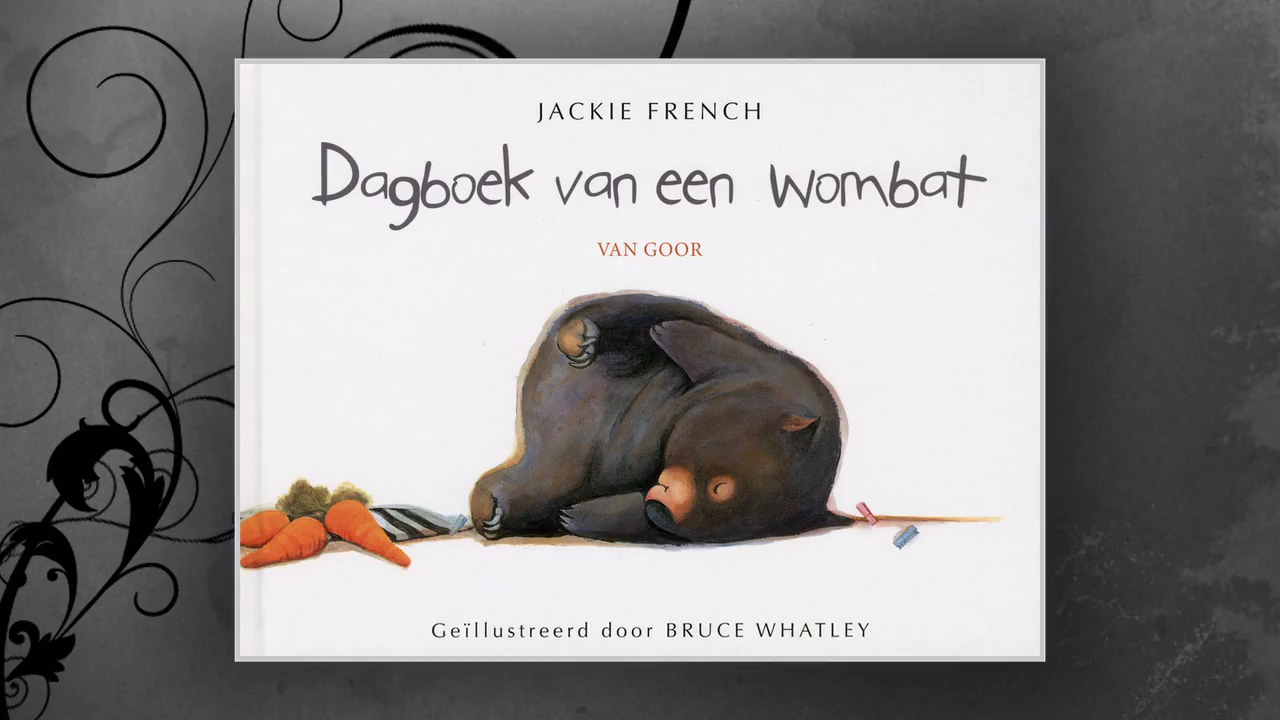 JACKIE FRENCH
Dagboek van een wombat
VAN GOOR
Geïllustreerd door BRUCE WHATLEY